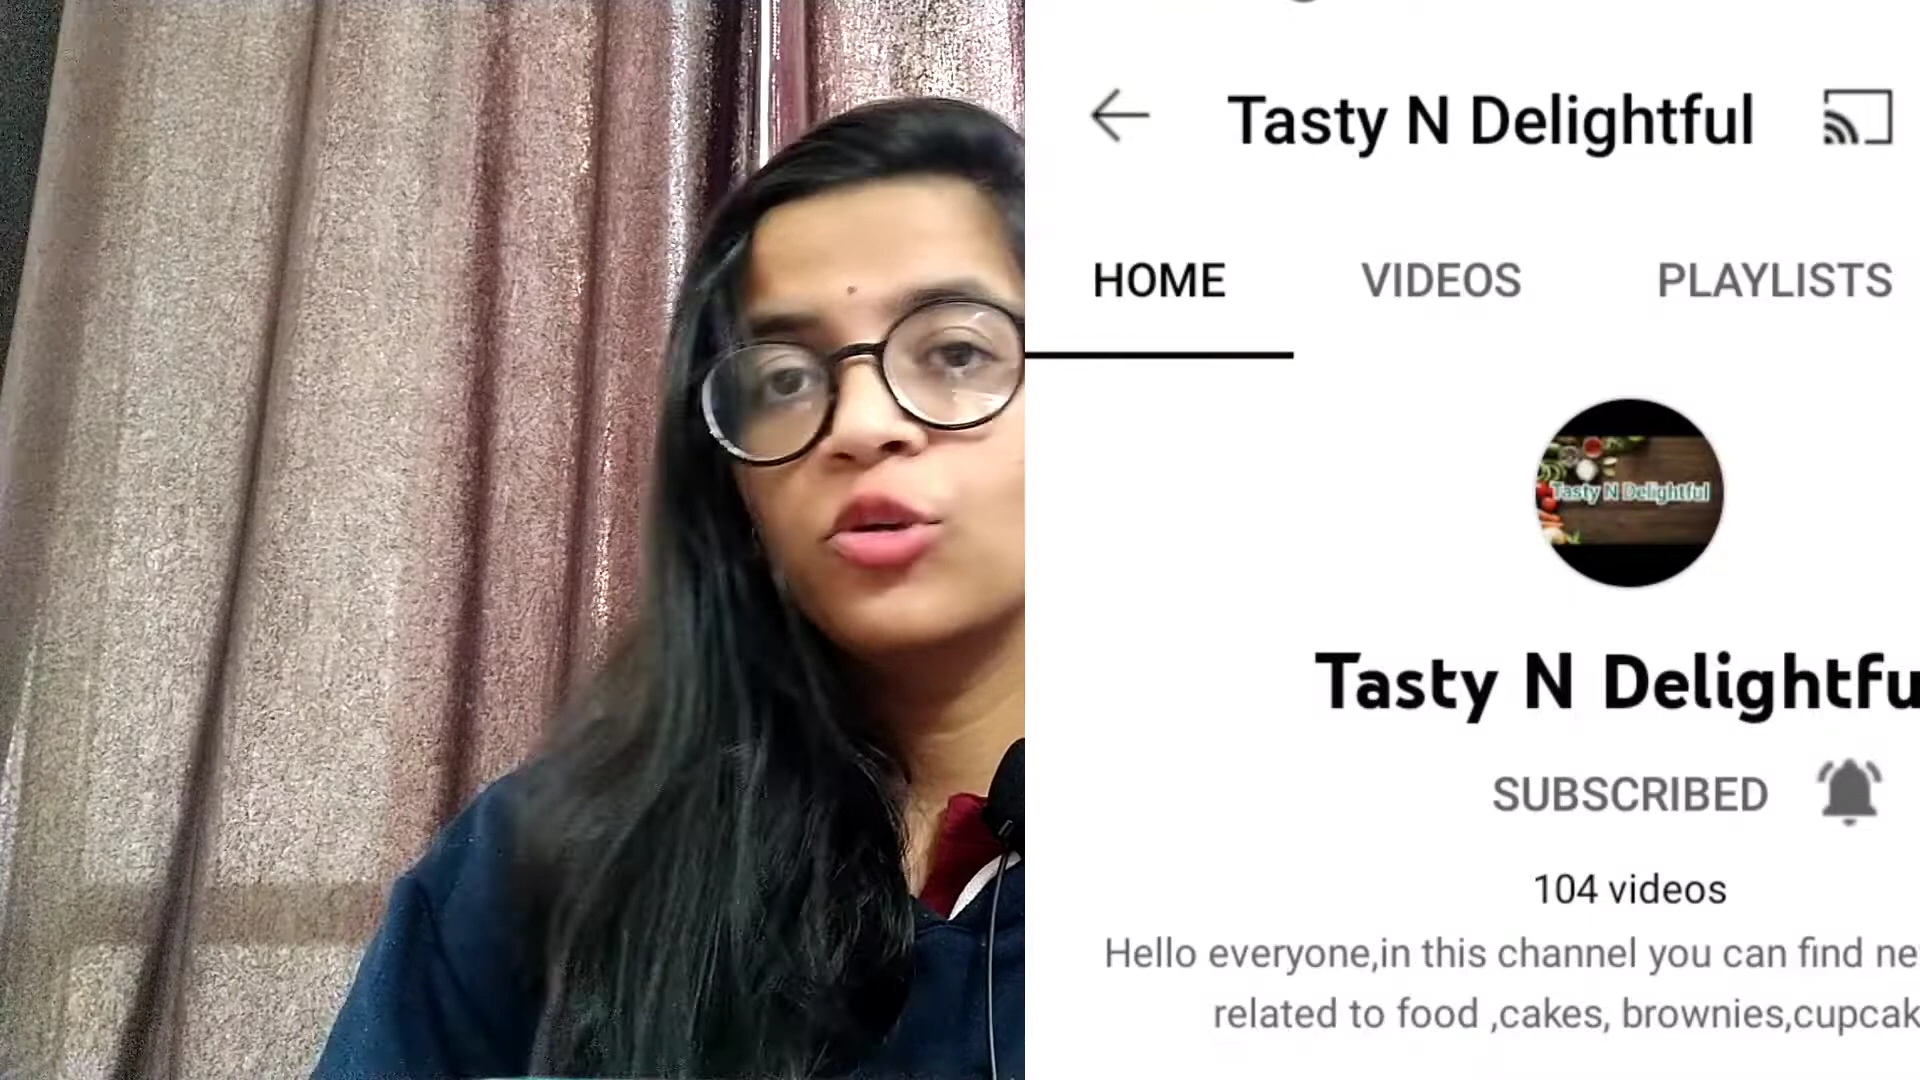 Tasty N Delightful
HOME VIDEOS PLAYLISTS
Tasty N Delightful
Tasty N Delightfu
SUBSCRIBED
104 videos
Hello everyone,in this channel you can find ne
related to food ,cakes, brownies,cupcak